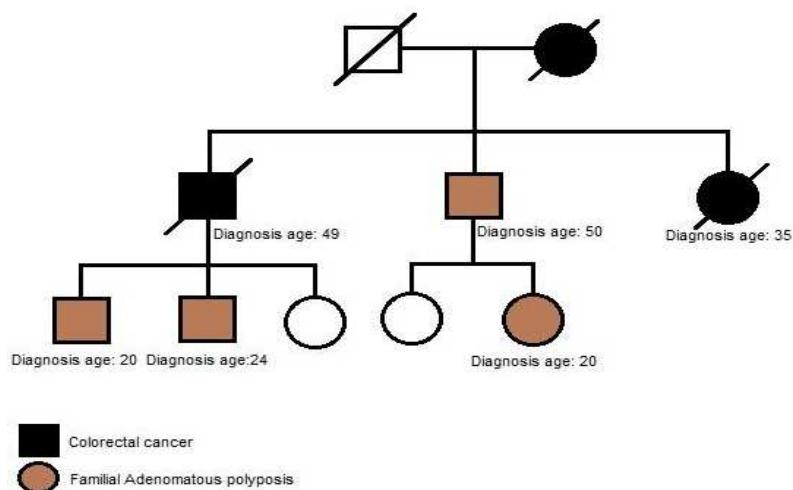 Diagnosis age: 49
Diagnosis age: 50
Diagnosis age: 35
Diagnosis age: 20
Diagnosis age:24
Diagnosis age: 20
Colorectal cancer
Familial Adenomatous polyposis